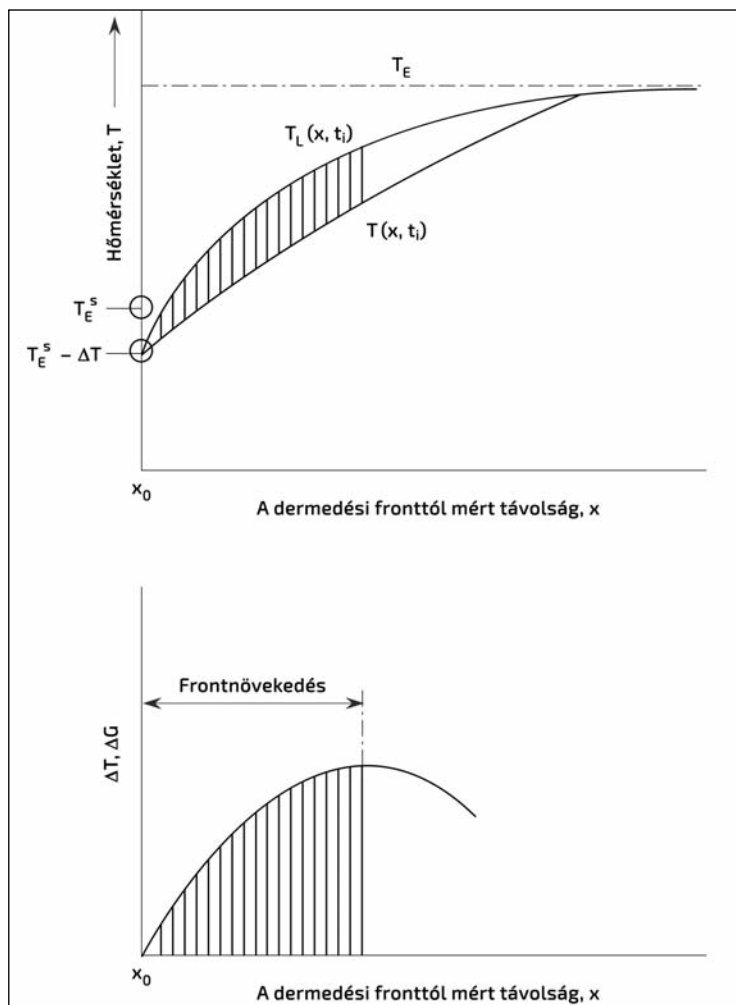 T_E
Hőmérséklet, T
T_L (x, t_i)
T (x, t_i)
T_E^s
T_E^s – ΔT
x_0
A dermedési fronttól mért távolság, x
Frontnövekedés
ΔT, ΔG
x_0
A dermedési fronttól mért távolság, x